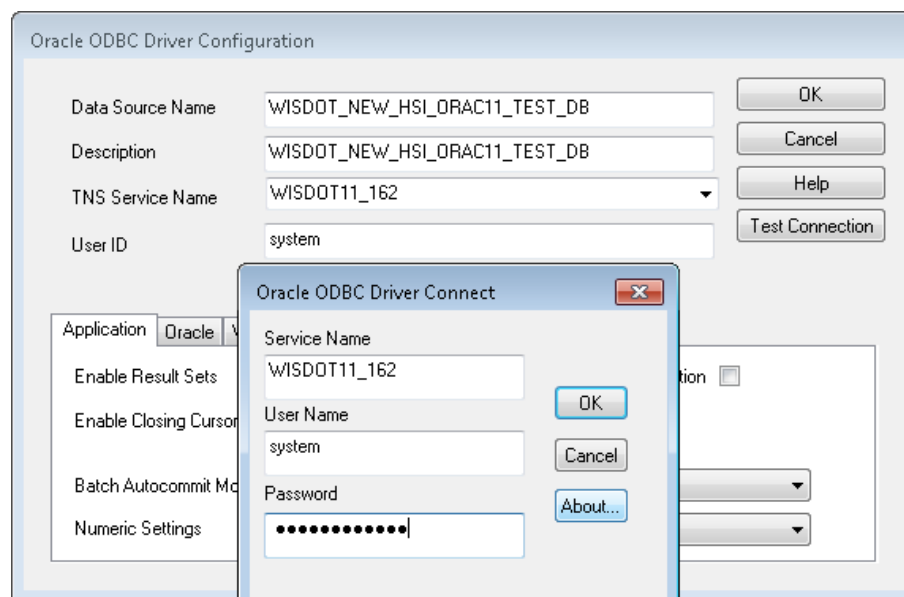 Oracle ODBC Driver Configuration
Data Source Name WISDOT_NEW_HSI_ORAC11_TEST_DB OK
Description WISDOT_NEW_HSI_ORAC11_TEST_DB Cancel
TNS Service Name WISDOT11_162 Help
User ID system Test Connection
Oracle ODBC Driver Connect
Application Oracle
Service Name
WISDOT11_162
Enable Result Sets
OK
User Name
Enable Closing Cursor
system
Cancel
Batch Autocommit
Password
About...
Numeric Settings